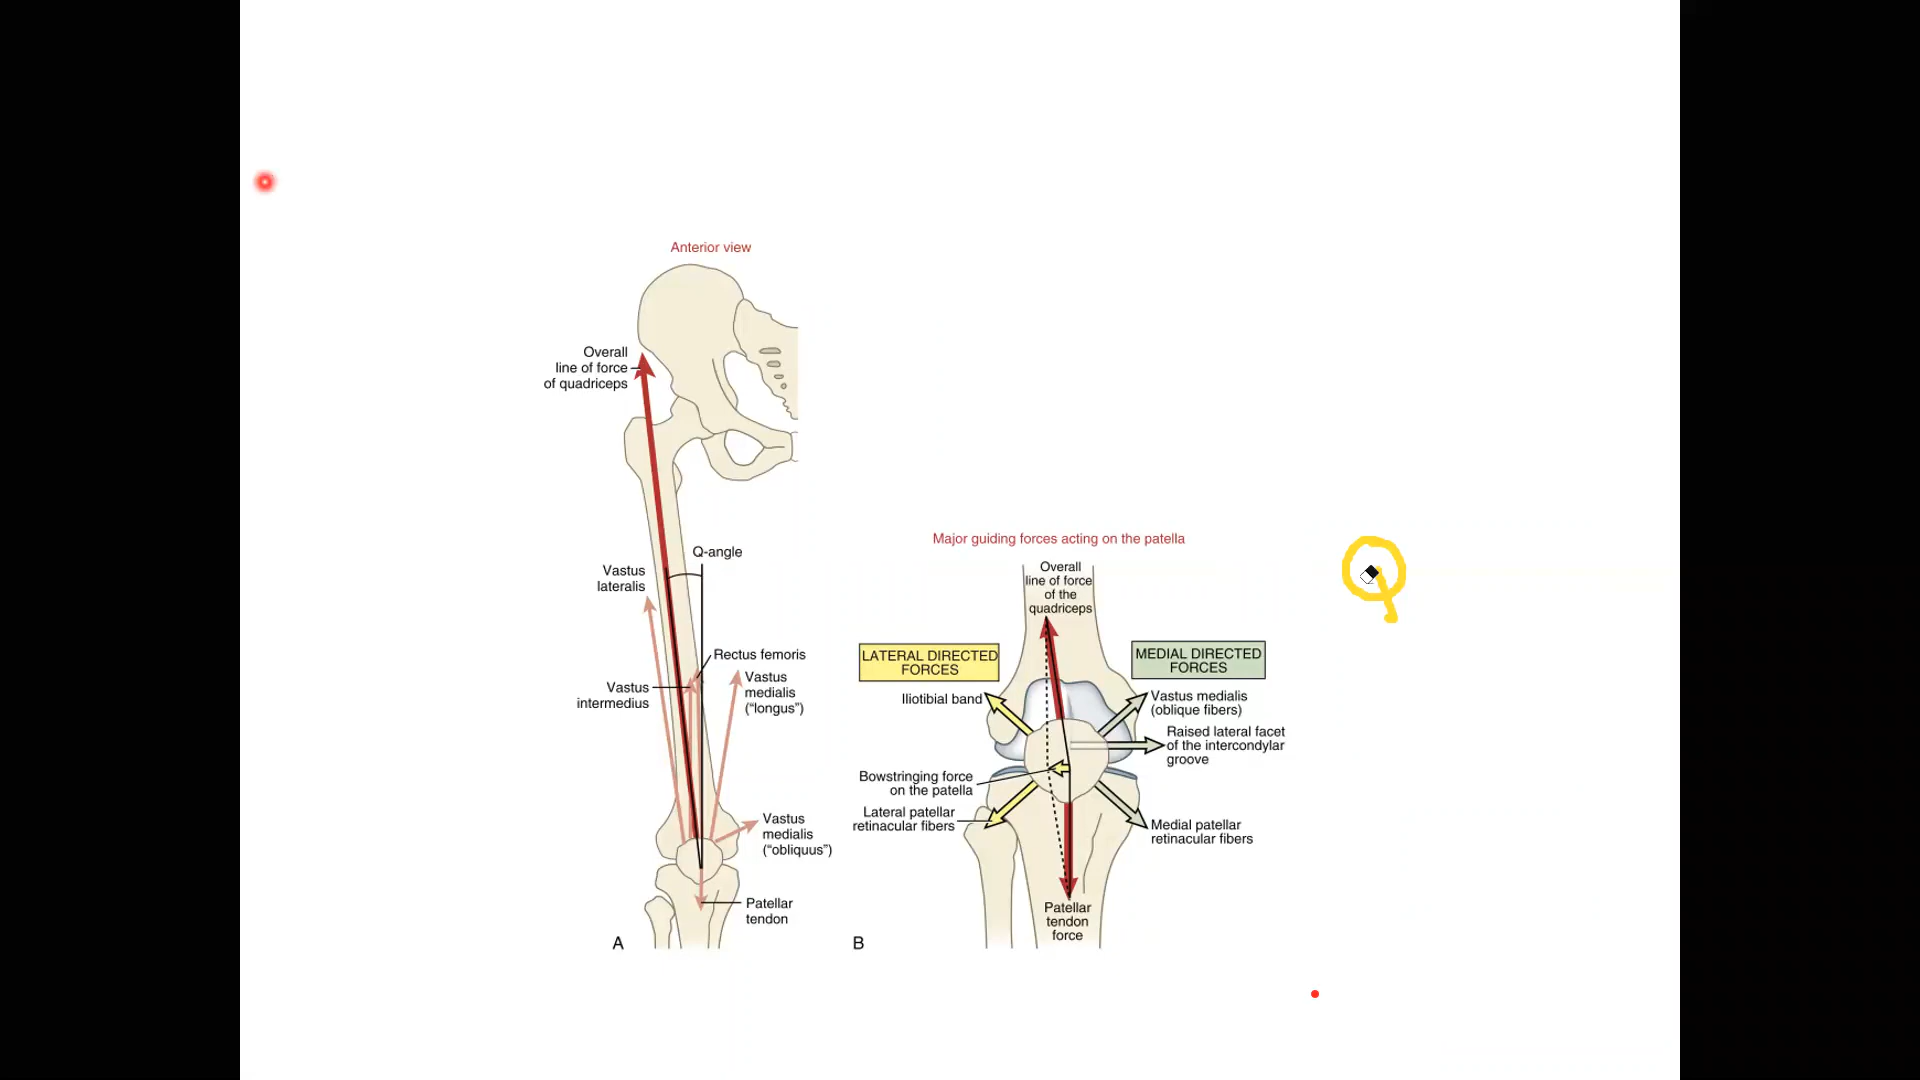 Anterior view
Overall
line of force
of quadriceps
Q-angle
Vastus
lateralis
Rectus femoris
Vastus
intermedius
Vastus
medialis
("longus")
Vastus
medialis
("obliquus")
Patellar
tendon
A
Major guiding forces acting on the patella
Overall
line of force
of the
quadriceps
LATERAL DIRECTED
FORCES
MEDIAL DIRECTED
FORCES
Iliotibial band
Vastus medialis
(oblique fibers)
Raised lateral facet
of the intercondylar
groove
Bowstringing force
on the patella
Lateral patellar
retinacular fibers
Medial patellar
retinacular fibers
Patellar
tendon
force
B
Q